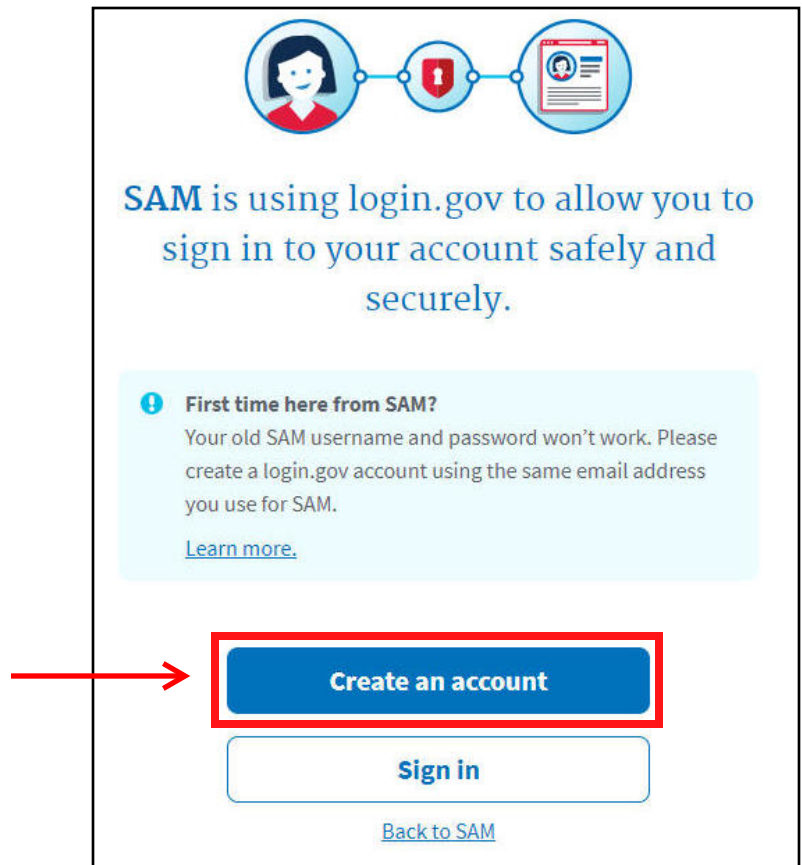 SAM is using login.gov to allow you to
sign in to your account safely and
securely.
First time here from SAM?
Your old SAM username and password won't work. Please
create a login.gov account using the same email address
you use for SAM.
Learn more.
Create an account
Sign in
Back to SAM